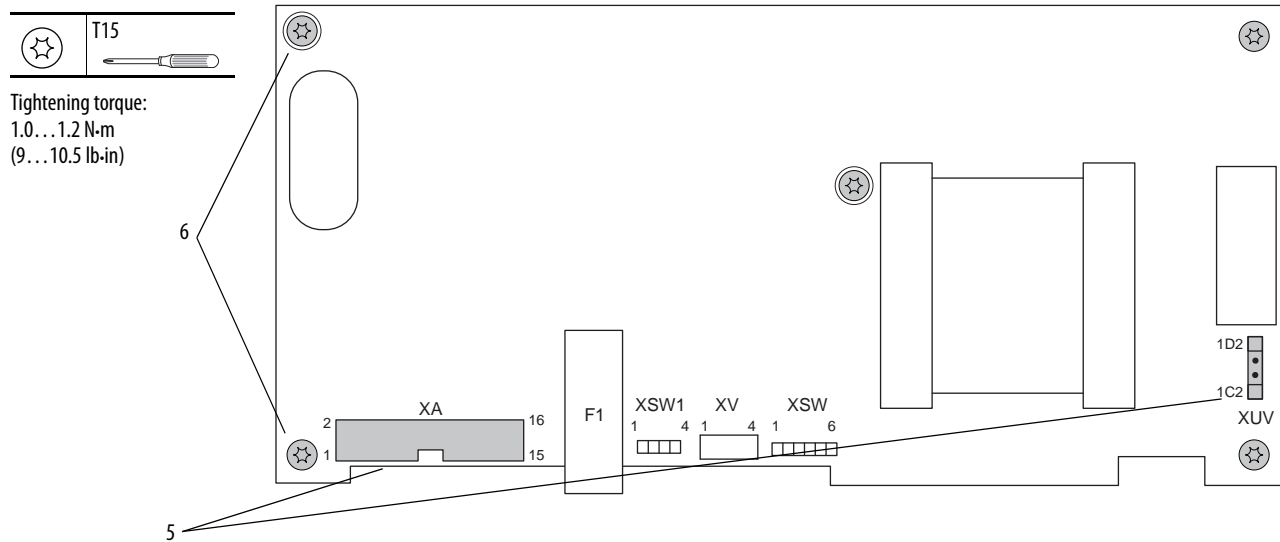 T15
Tightening torque:
1.0...1.2 N•m
(9...10.5 lb•in)
6
XA
2
16
1
15
F1
XSW1
1 4
XV
1 4
XSW
1 6
1D2
1C2
XUV
5